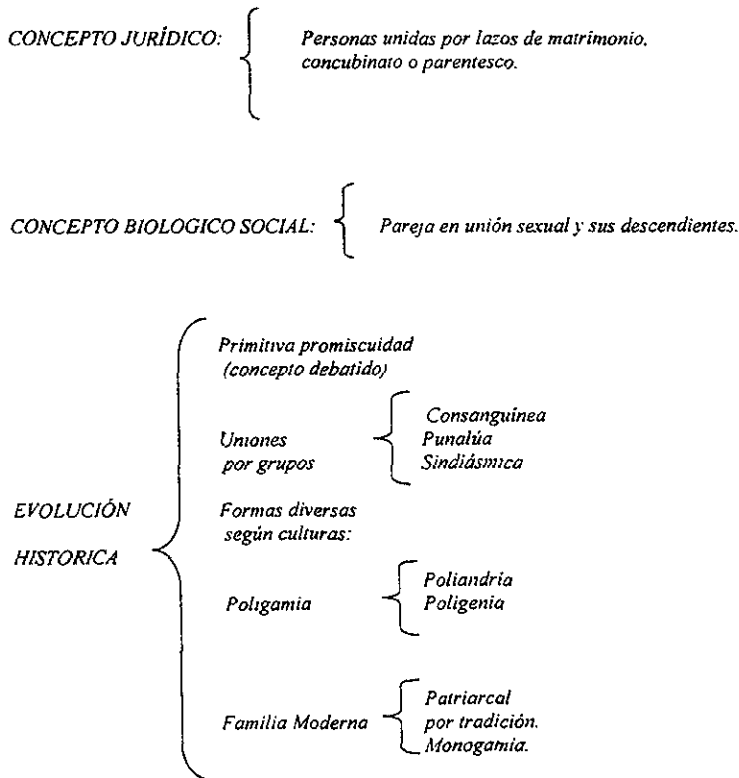 CONCEPTO JURÍDICO:
Personas unidas por lazos de matrimonio.
concubinato o parentesco.
CONCEPTO BIOLOGICO SOCIAL:
Pareja en unión sexual y sus descendientes.
EVOLUCIÓN
HISTORICA
Primitiva promiscuidad
(concepto debatido)
Uniones
por grupos
Consanguínea
Punalúa
Sindiásmica
Formas diversas
según culturas:
Poligamia
Poliandría
Poligenia
Familia Moderna
Patriarcal
por tradición.
Monogamia.